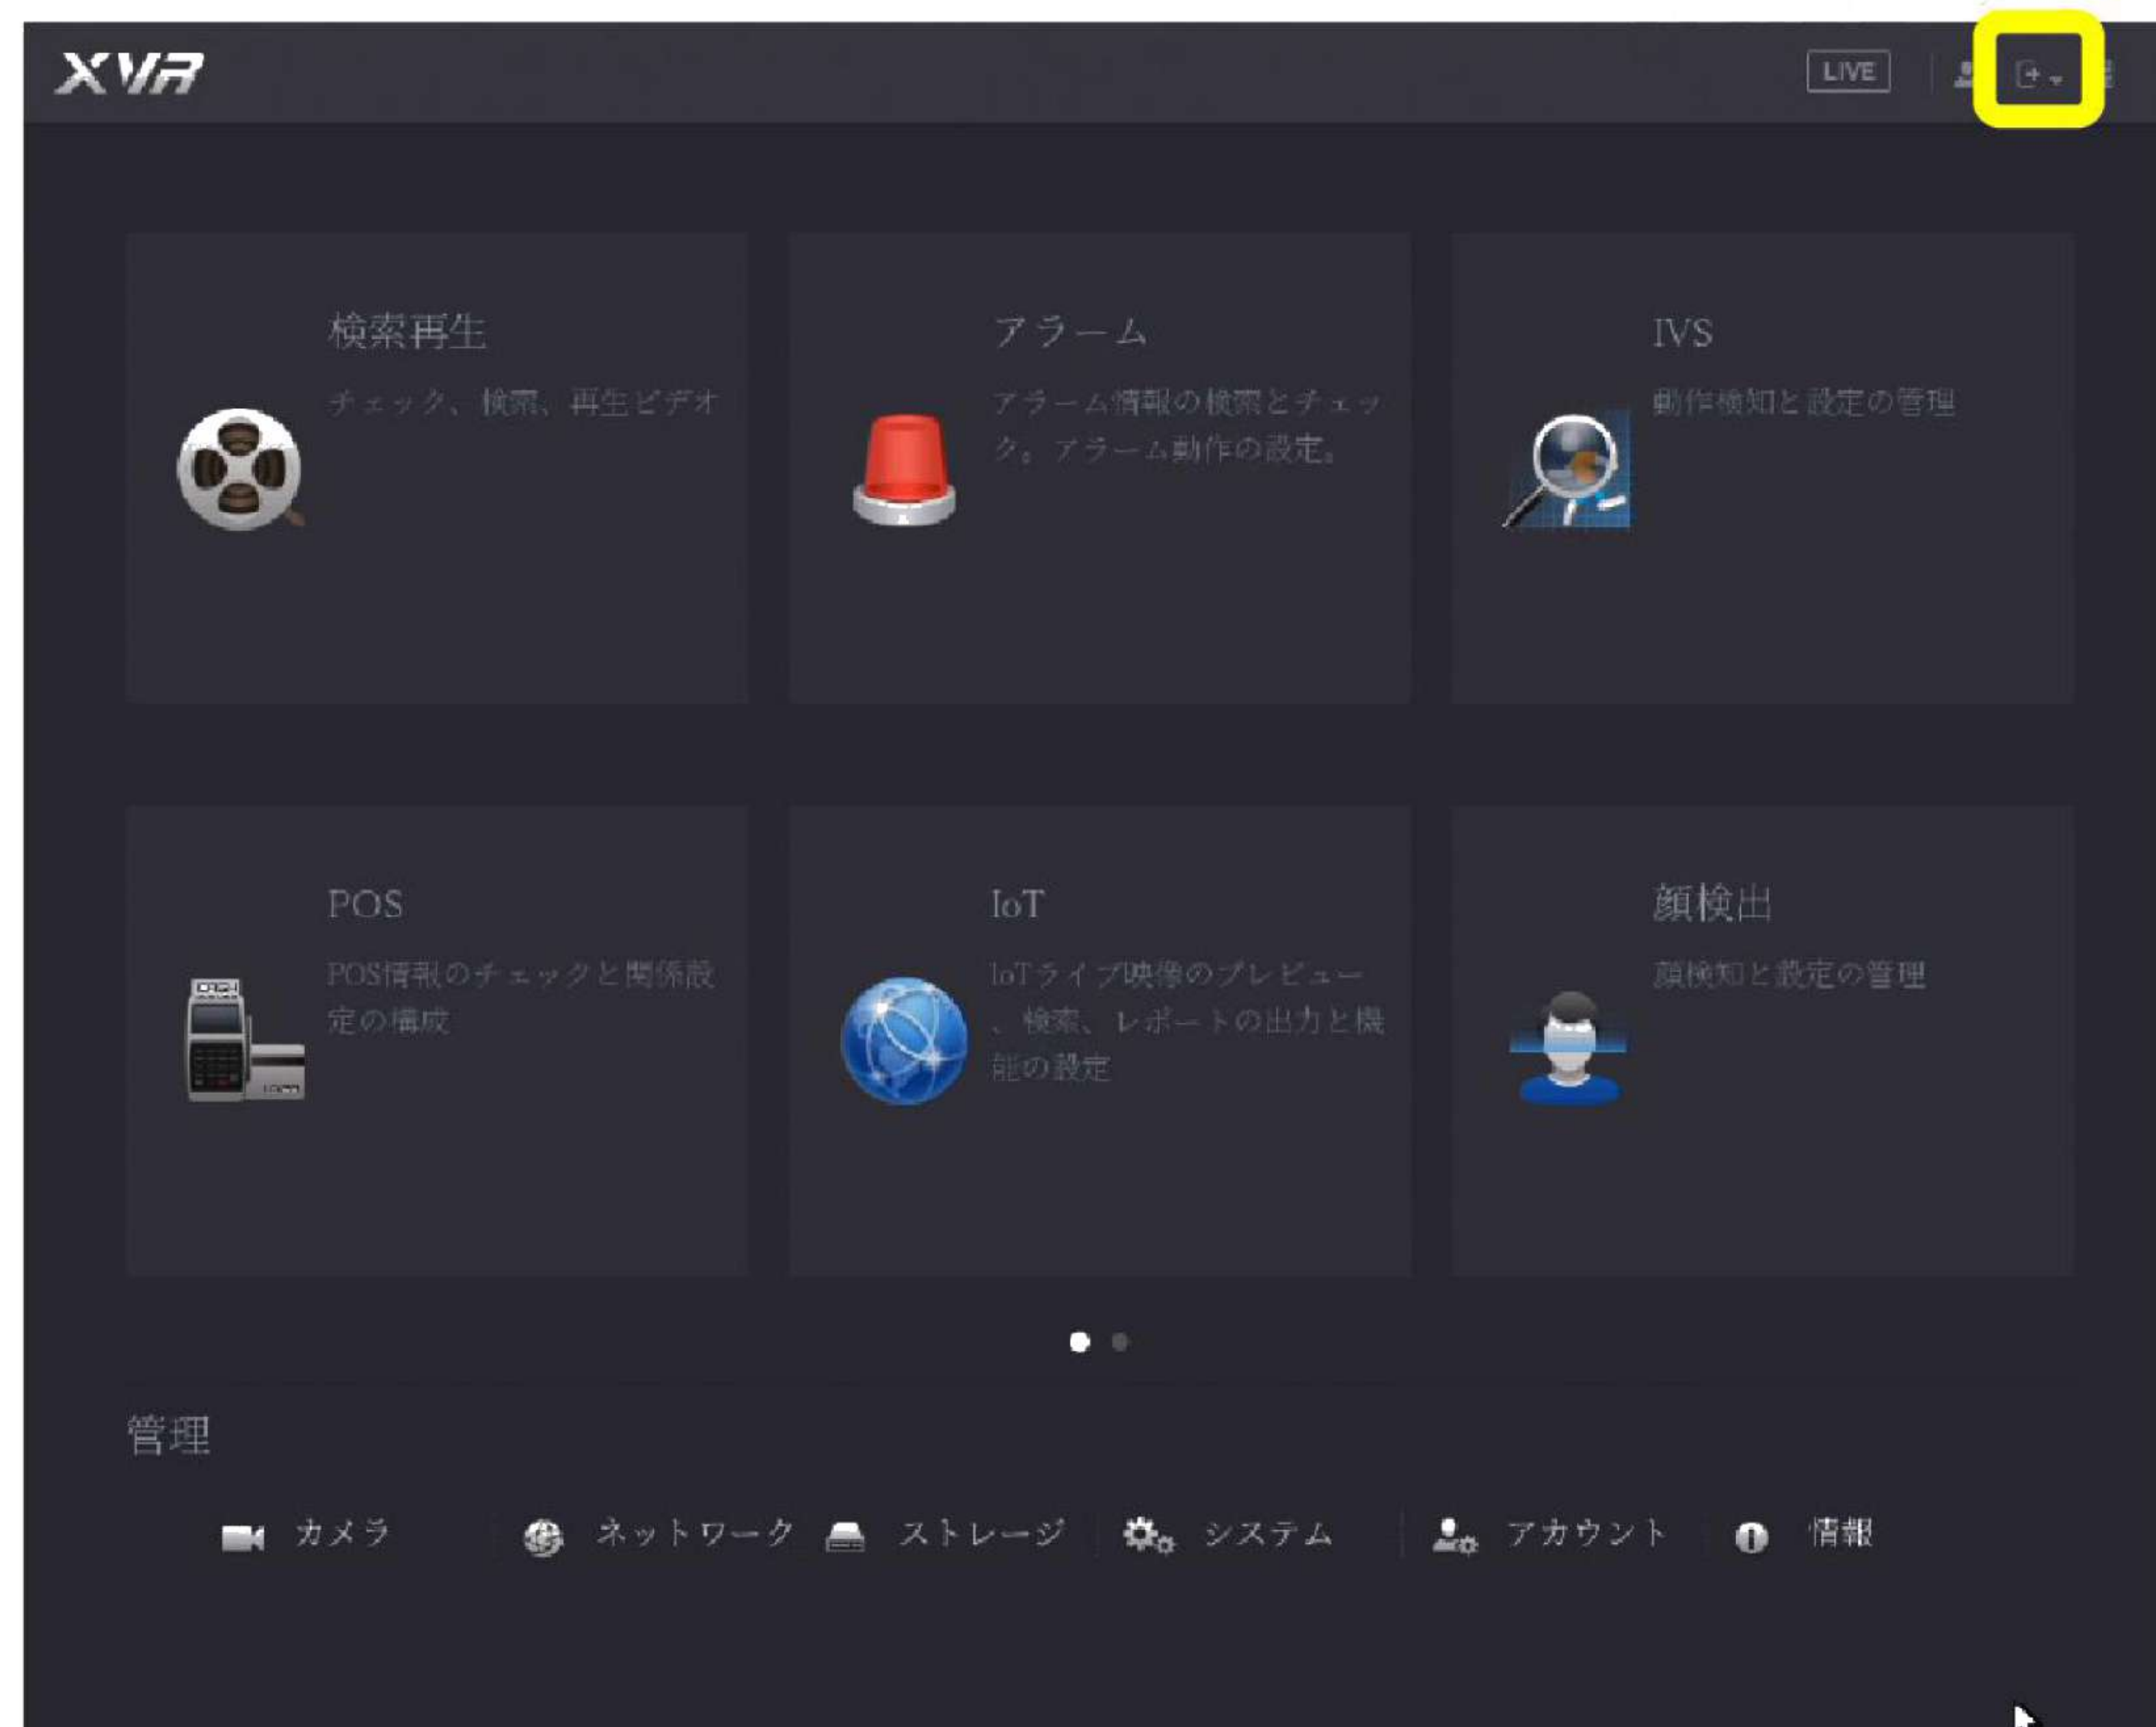 XVR
LIVE
検索再生
チェック、検索、再生ビデオ
アラーム
アラーム情報の検索とチェッ
ク。アラーム動作の設定。
IVS
動作検知と設定の管理
POS
POS情報のチェックと関係設
定の構成
IoT
IoTライブ映像のプレビュー
、検索、レポートの出力と機
能の設定
顔検出
顔検知と設定の管理
管理
カメラ
ネットワーク
ストレージ
システム
アカウント
情報